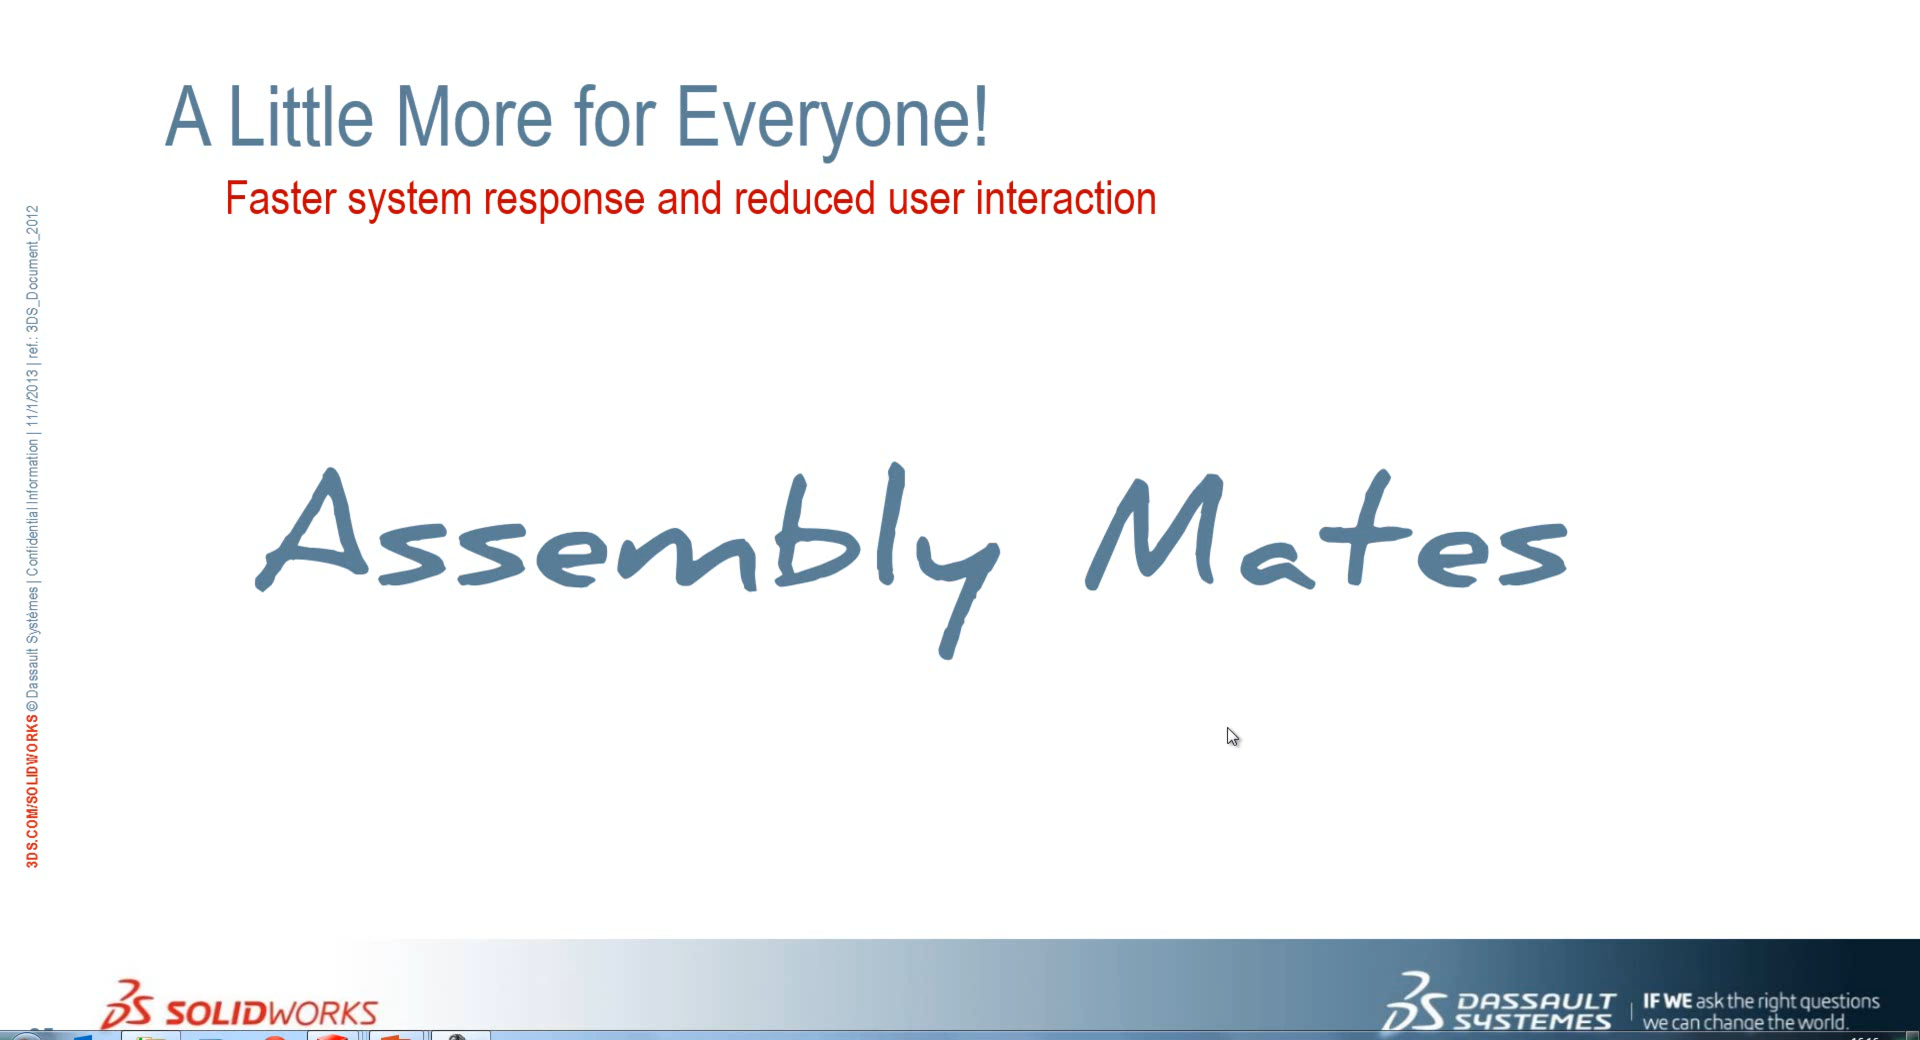 A Little More for Everyone!
Faster system response and reduced user interaction
3DS.COM/SOLIDWORKS © Dassault Systèmes | Confidential Information | 11/1/2013 | ref.: 3DS_Document_2012
Assembly Mates
SOLIDWORKS
DASSAULT
SYSTEMES
IF WE ask the right questions
we can change the world.